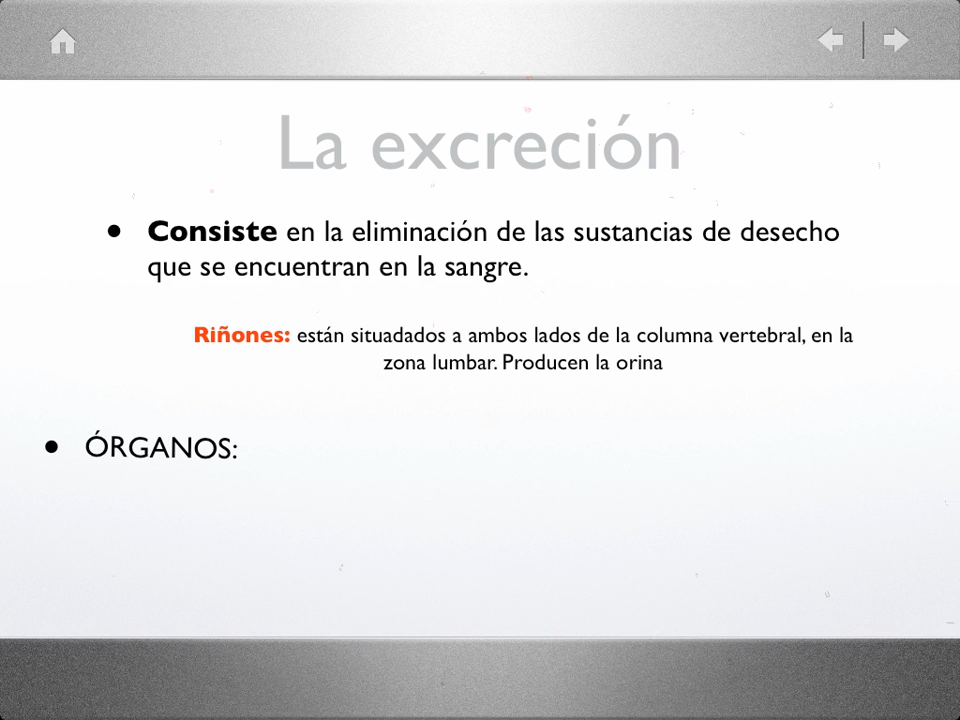 La excreción
• Consiste en la eliminación de las sustancias de desecho
que se encuentran en la sangre.
Riñones: están situadados a ambos lados de la columna vertebral, en la
zona lumbar. Producen la orina
• ÓRGANOS: